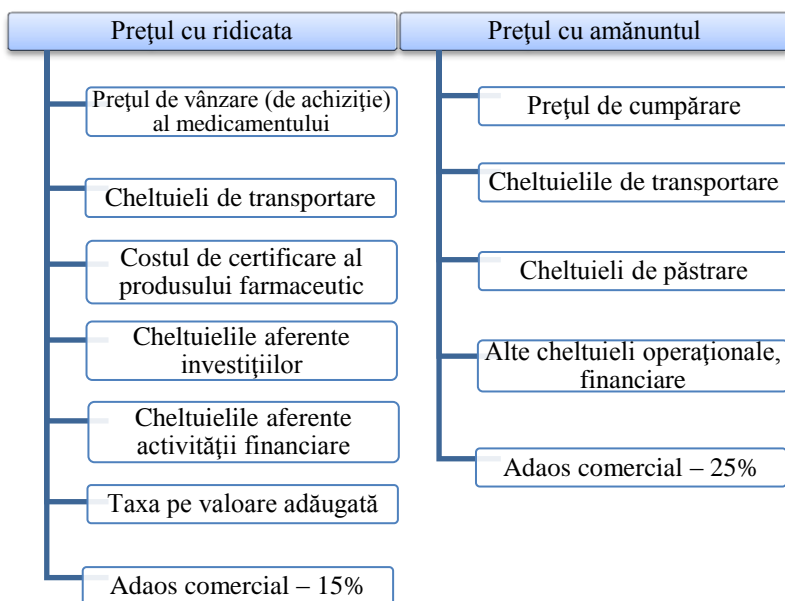 Preţul cu ridicata
Preţul de vânzare (de achiziție)
al medicamentului
Cheltuieli de transportare
Costul de certificare al
produsului farmaceutic
Cheltuielile aferente
investiţiilor
Cheltuielile aferente
activităţii financiare
Taxa pe valoare adăugată
Adaos comercial – 15%
Preţul cu amănuntul
Preţul de cumpărare
Cheltuielile de transportare
Cheltuieli de păstrare
Alte cheltuieli operaţionale,
financiare
Adaos comercial – 25%